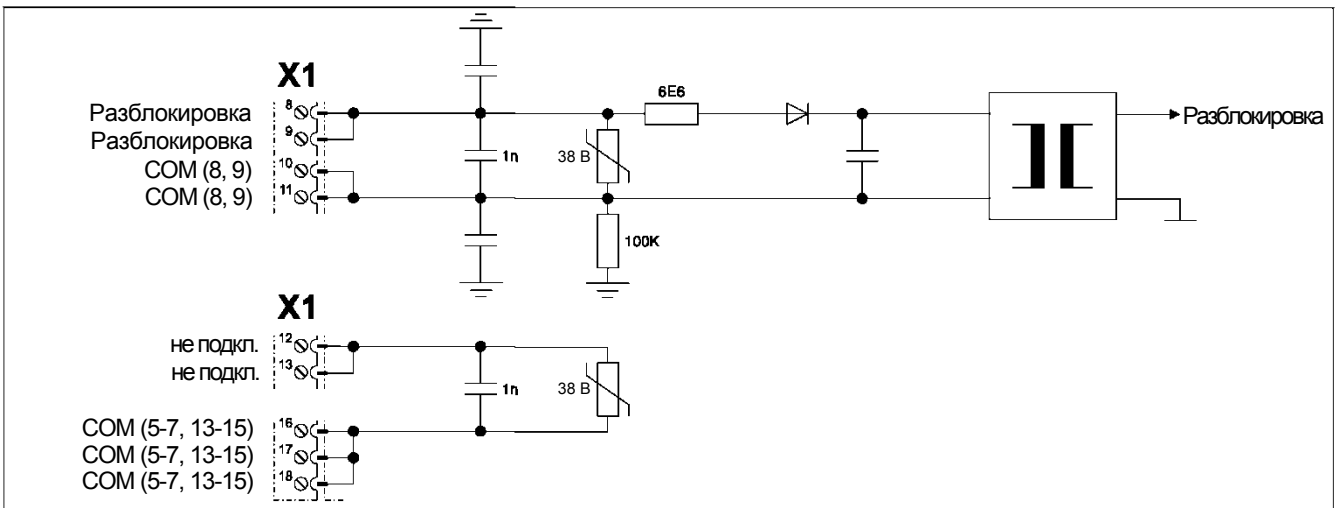 X1
8
Разблокировка
6E6
Разблокировка
9
Разблокировка
1n
38 В
COM (8, 9)
10
COM (8, 9)
11
100K
X1
не подкл.
12
не подкл.
13
1n
38 В
COM (5-7, 13-15)
16
COM (5-7, 13-15)
17
COM (5-7, 13-15)
18